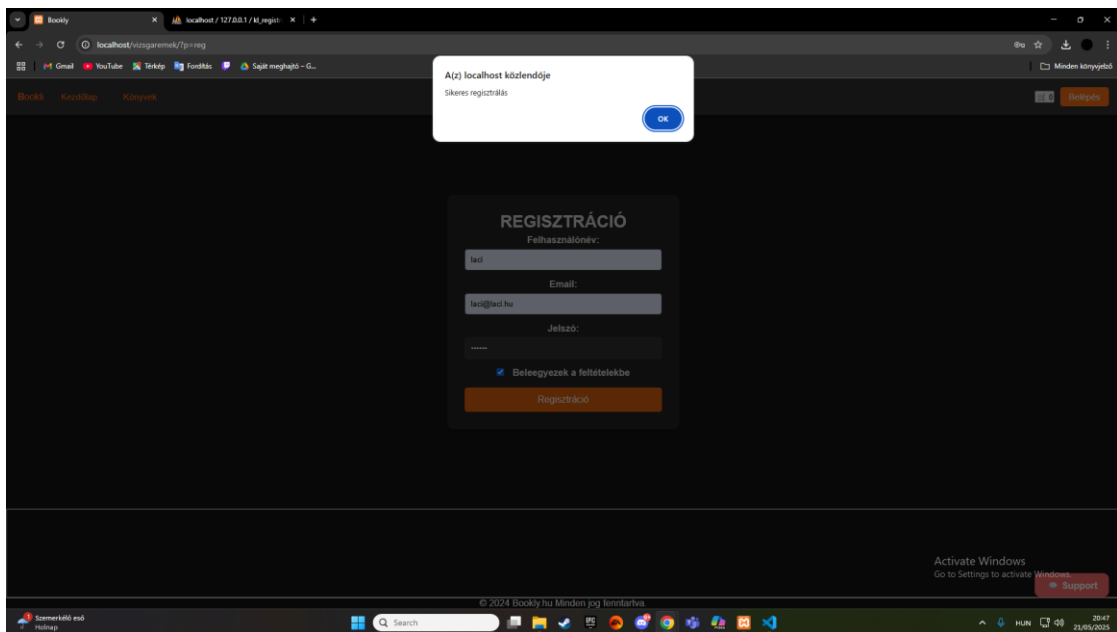 Bookly
localhost / 127.0.0.1 / kl_registr
localhost/vizsgaremek/?p=reg
Gmail
YouTube
Térkép
Fordítás
Saját meghajtó – G...
Minden könyvjelző
A(z) localhost közlendője
Sikeres regisztrálás
OK
Bookli
Kezdőlap
Könyvek
0
Belépés
REGISZTRÁCIÓ
Felhasználónév:
laci
Email:
laci@laci.hu
Jelszó:
······
Beleegyezek a feltételekbe
Regisztráció
Activate Windows
Go to Settings to activate Windows.
Support
© 2024 Bookly.hu Minden jog fenntartva.
Szemerkélő eső
Holnap
Search
HUN
20:47
21/05/2025